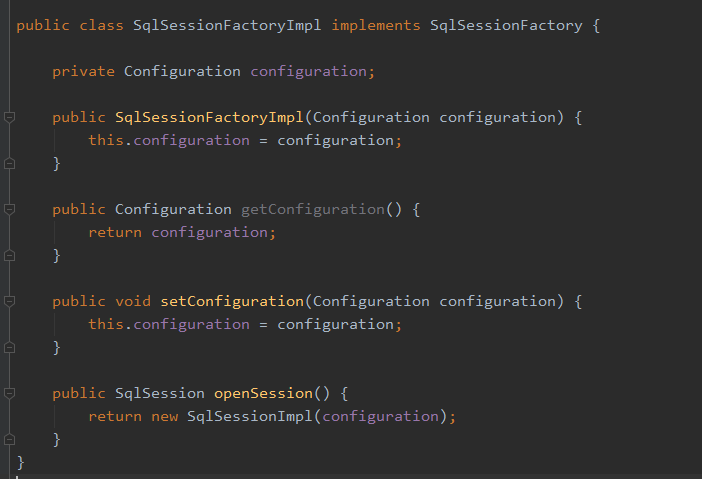 public class SqlSessionFactoryImpl implements SqlSessionFactory {
private Configuration configuration;
public SqlSessionFactoryImpl(Configuration configuration) {
this.configuration = configuration;
}
public Configuration getConfiguration() {
return configuration;
}
public void setConfiguration(Configuration configuration) {
this.configuration = configuration;
}
public SqlSession openSession() {
return new SqlSessionImpl(configuration);
}
}